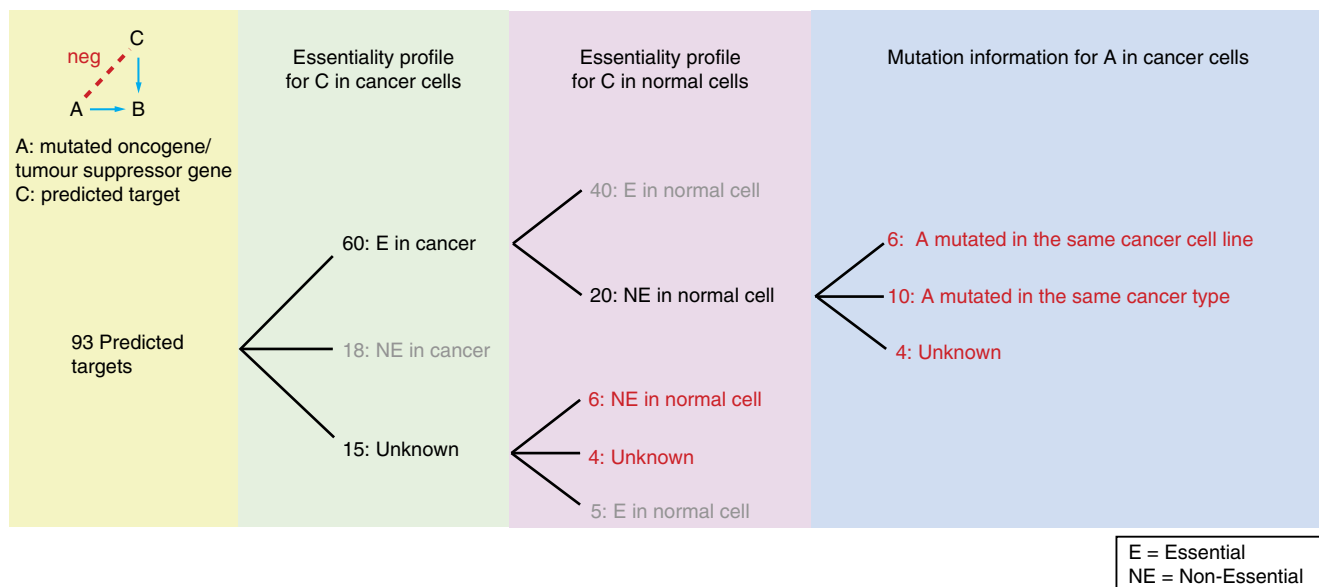 C
neg
A
B
A: mutated oncogene/
tumour suppressor gene
C: predicted target
93 Predicted
targets
Essentiality profile
for C in cancer cells
60: E in cancer
18: NE in cancer
15: Unknown
Essentiality profile
for C in normal cells
40: E in normal cell
20: NE in normal cell
6: NE in normal cell
4: Unknown
5: E in normal cell
Mutation information for A in cancer cells
6: A mutated in the same cancer cell line
10: A mutated in the same cancer type
4: Unknown
E = Essential
NE = Non-Essential